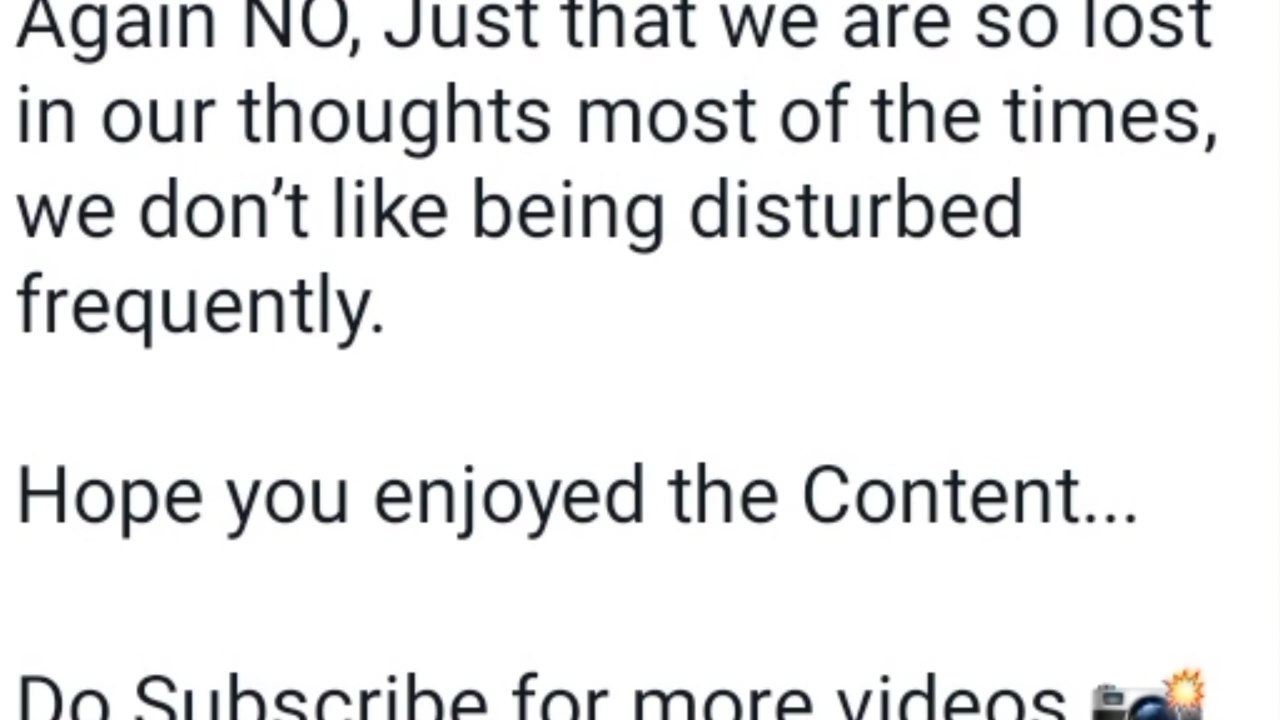 Again NO, Just that we are so lost
in our thoughts most of the times,
we don’t like being disturbed
frequently.
Hope you enjoyed the Content...
Do Subscribe for more videos 📸